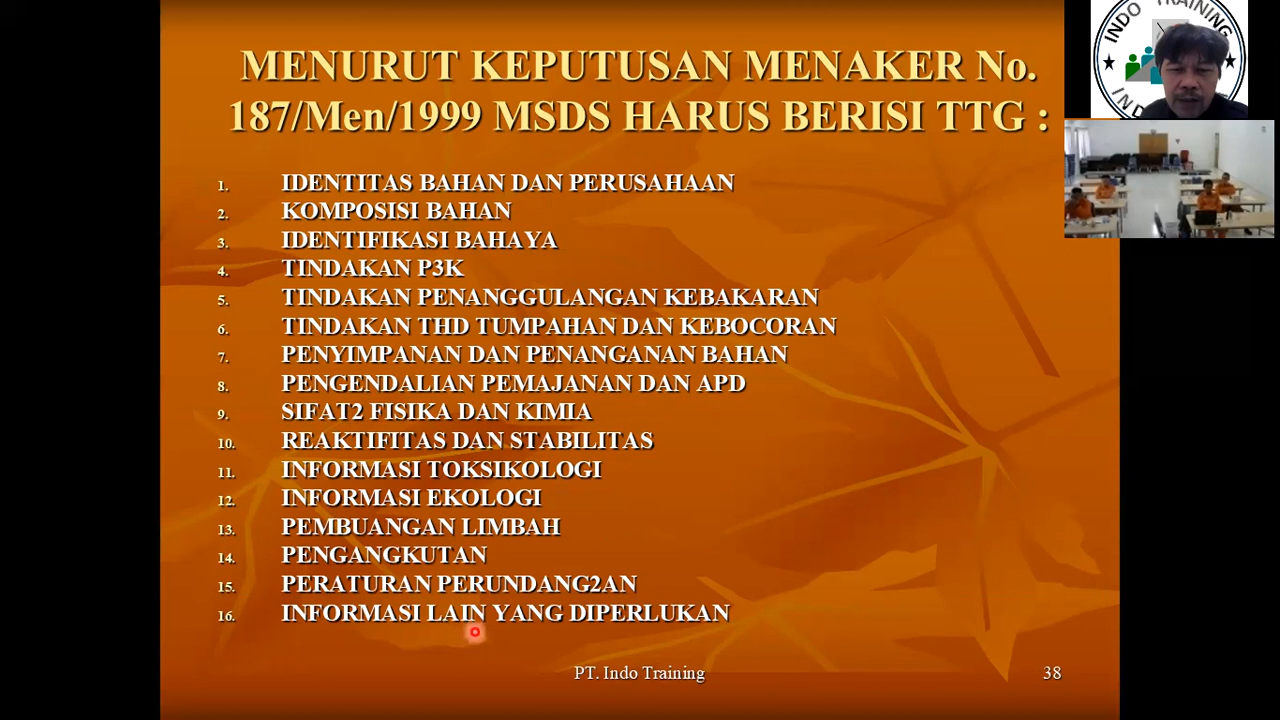 MENURUT KEPUTUSAN MENAKER No.
187/Men/1999 MSDS HARUS BERISI TTG :
1. IDENTITAS BAHAN DAN PERUSAHAAN
2. KOMPOSISI BAHAN
3. IDENTIFIKASI BAHAYA
4. TINDAKAN P3K
5. TINDAKAN PENANGGULANGAN KEBAKARAN
6. TINDAKAN THD TUMPAHAN DAN KEBOCORAN
7. PENYIMPANAN DAN PENANGANAN BAHAN
8. PENGENDALIAN PEMAJANAN DAN APD
9. SIFAT2 FISIKA DAN KIMIA
10. REAKTIFITAS DAN STABILITAS
11. INFORMASI TOKSIKOLOGI
12. INFORMASI EKOLOGI
13. PEMBUANGAN LIMBAH
14. PENGANGKUTAN
15. PERATURAN PERUNDANG2AN
16. INFORMASI LAIN YANG DIPERLUKAN
PT. Indo Training
38
INDO TRAINING